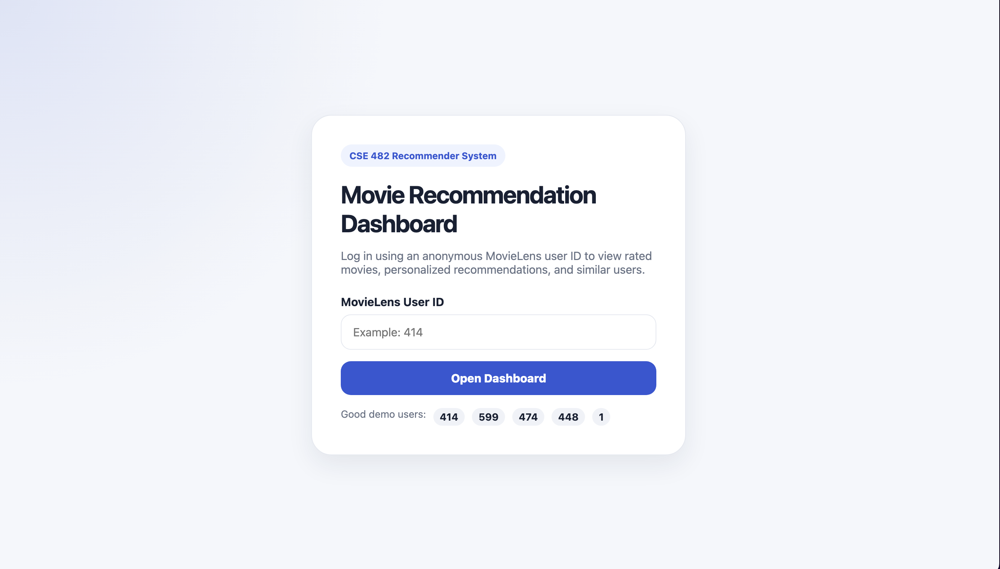 CSE 482 Recommender System
Movie Recommendation
Dashboard
Log in using an anonymous MovieLens user ID to view rated
movies, personalized recommendations, and similar users.
MovieLens User ID
Example: 414
Open Dashboard
Good demo users: 414 599 474 448 1